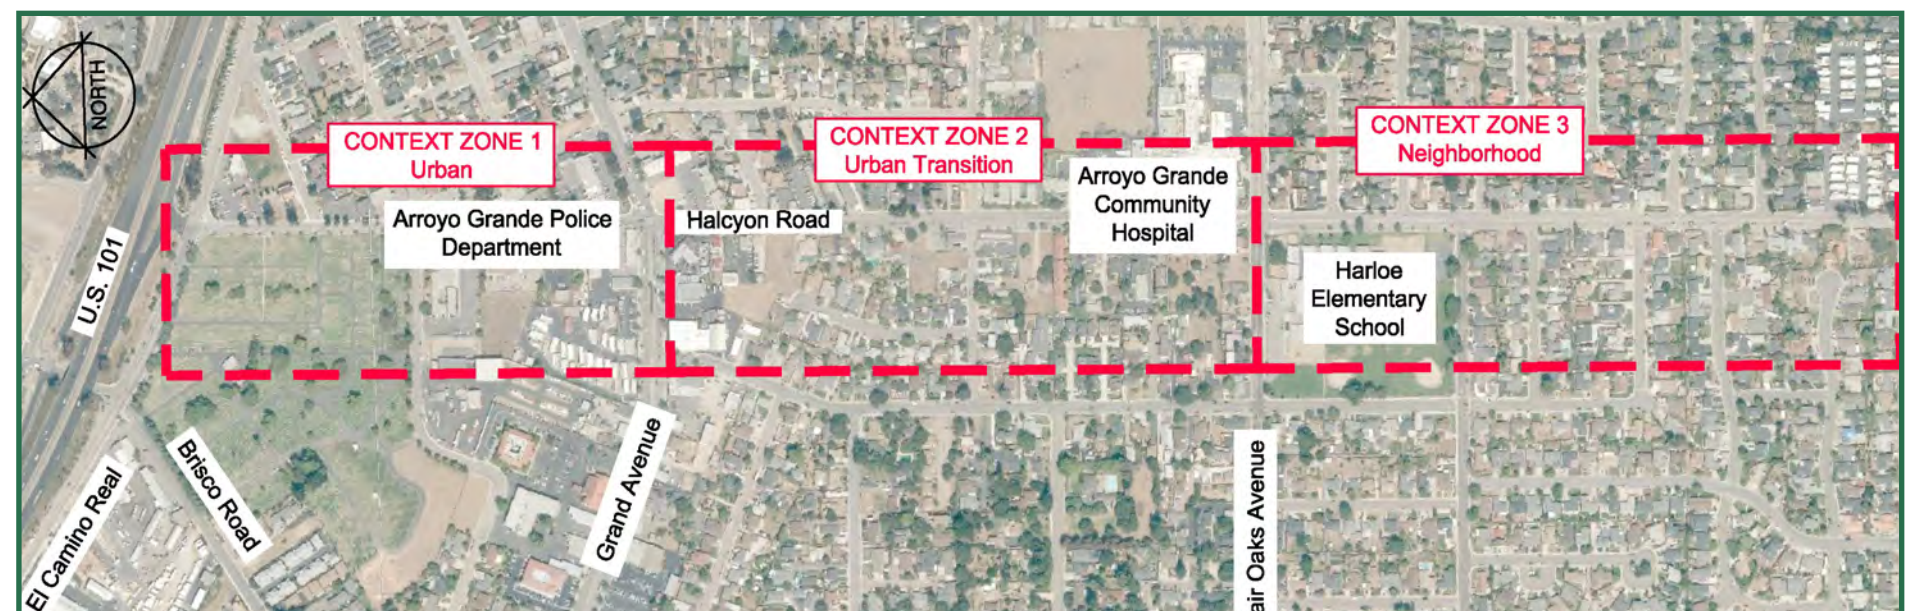 NORTH
CONTEXT ZONE 1
Urban
CONTEXT ZONE 2
Urban Transition
CONTEXT ZONE 3
Neighborhood
Arroyo Grande Police
Department
Halcyon Road
Arroyo Grande
Community
Hospital
Harloe
Elementary
School
U.S. 101
El Camino Real
Brisco Road
Grand Avenue
air Oaks Avenue